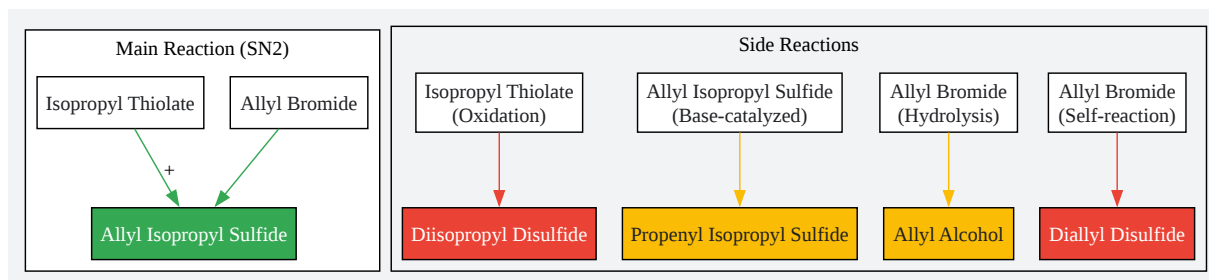 Main Reaction (SN2)
Isopropyl Thiolate
Allyl Bromide
+
Allyl Isopropyl Sulfide
Side Reactions
Isopropyl Thiolate
(Oxidation)
Allyl Isopropyl Sulfide
(Base-catalyzed)
Allyl Bromide
(Hydrolysis)
Allyl Bromide
(Self-reaction)
Diisopropyl Disulfide
Propenyl Isopropyl Sulfide
Allyl Alcohol
Diallyl Disulfide